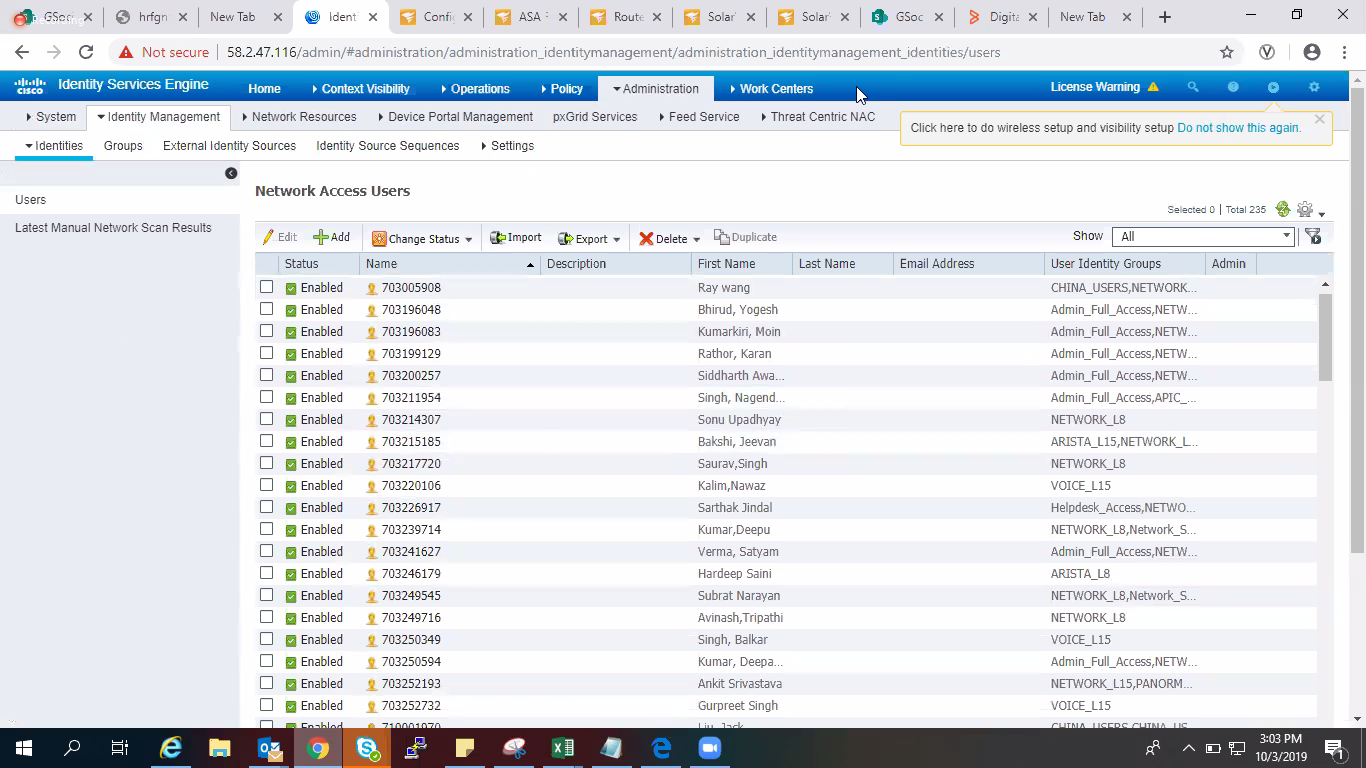 GSoc
hrfgn
New Tab
Identi
Confi
ASA F
Route
Solar
Solar
GSoc
Digita
New Tab
Recording
Not secure 58.2.47.116/admin/#administration/administration_identitymanagement/administration_identitymanagement_identities/users
cisco Identity Services Engine Home Context Visibility Operations Policy Administration Work Centers License Warning
System Identity Management Network Resources Device Portal Management pxGrid Services Feed Service Threat Centric NAC
Click here to do wireless setup and visibility setup Do not show this again.
Identities Groups External Identity Sources Identity Source Sequences Settings
Users
Latest Manual Network Scan Results
Network Access Users
Selected 0 | Total 235
Edit Add Change Status Import Export Delete Duplicate Show All
Status Name Description First Name Last Name Email Address User Identity Groups Admin
Enabled 703005908 Ray wang CHINA_USERS,NETWORK...
Enabled 703196048 Bhirud, Yogesh Admin_Full_Access,NETW...
Enabled 703196083 Kumarkiri, Moin Admin_Full_Access,NETW...
Enabled 703199129 Rathor, Karan Admin_Full_Access,NETW...
Enabled 703200257 Siddharth Awa... Admin_Full_Access,NETW...
Enabled 703211954 Singh, Nagend... Admin_Full_Access,APIC_...
Enabled 703214307 Sonu Upadhyay NETWORK_L8
Enabled 703215185 Bakshi, Jeevan ARISTA_L15,NETWORK_L...
Enabled 703217720 Saurav,Singh NETWORK_L8
Enabled 703220106 Kalim,Nawaz VOICE_L15
Enabled 703226917 Sarthak Jindal Helpdesk_Access,NETWO...
Enabled 703239714 Kumar,Deepu NETWORK_L8,Network_S...
Enabled 703241627 Verma, Satyam Admin_Full_Access,NETW...
Enabled 703246179 Hardeep Saini ARISTA_L8
Enabled 703249545 Subrat Narayan NETWORK_L8,Network_S...
Enabled 703249716 Avinash,Tripathi NETWORK_L8
Enabled 703250349 Singh, Balkar VOICE_L15
Enabled 703250594 Kumar, Deepa... Admin_Full_Access,NETW...
Enabled 703252193 Ankit Srivastava NETWORK_L15,PANORM...
Enabled 703252732 Gurpreet Singh VOICE_L15
Enabled 710001970 Liu, Jack CHINA_USERS,CHINA_US...
3:03 PM
10/3/2019
1